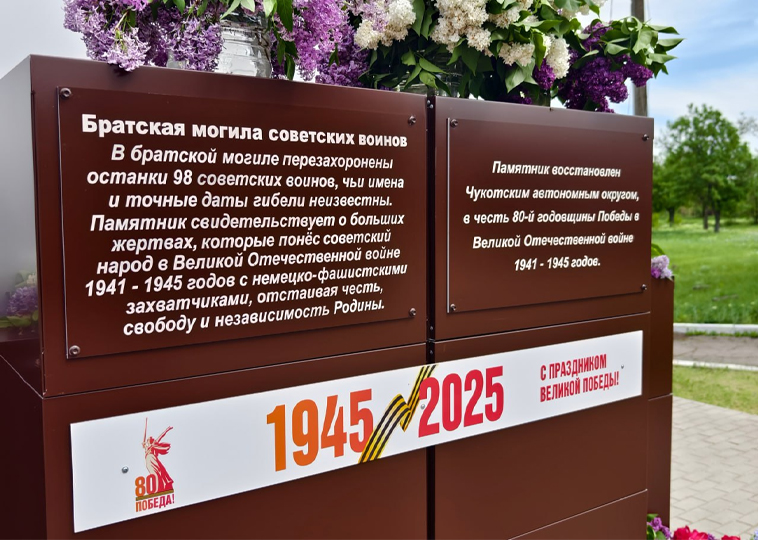 Братская могила советских воинов
В братской могиле перезахоронены
останки 98 советских воинов, чьи имена
и точные даты гибели неизвестны.
Памятник свидетельствует о больших
жертвах, которые понёс советский
народ в Великой Отечественной войне
1941 - 1945 годов с немецко-фашистскими
захватчиками, отстаивая честь,
свободу и независимость Родины.
Памятник восстановлен
Чукотским автономным округом,
в честь 80-й годовщины Победы в
Великой Отечественной войне
1941 - 1945 годов.
80
ПОБЕДА!
1945 2025
С ПРАЗДНИКОМ
ВЕЛИКОЙ ПОБЕДЫ!